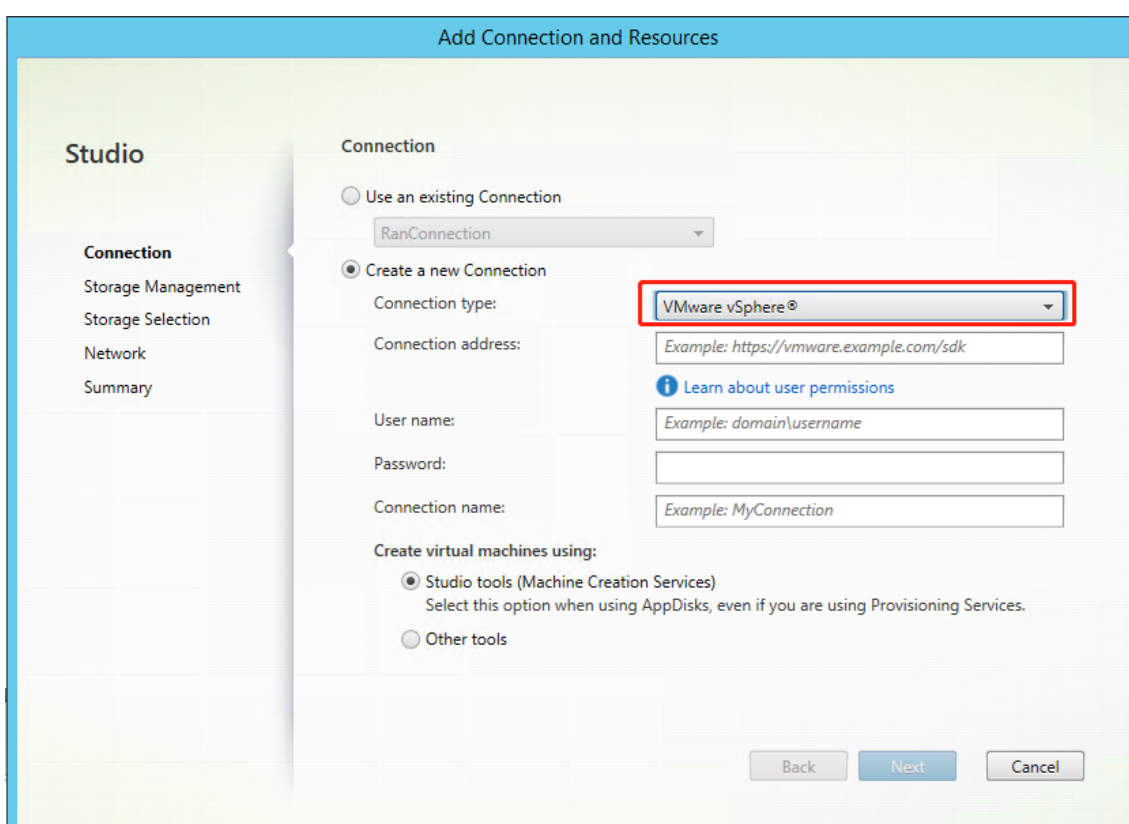 Add Connection and Resources
Studio
Connection
Storage Management
Storage Selection
Network
Summary
Connection
Use an existing Connection
RanConnection
Create a new Connection
Connection type:
VMware vSphere®
Connection address:
Example: https://vmware.example.com/sdk
Learn about user permissions
User name:
Example: domain\username
Password:
Connection name:
Example: MyConnection
Create virtual machines using:
Studio tools (Machine Creation Services)
Select this option when using AppDisks, even if you are using Provisioning Services.
Other tools
Back
Next
Cancel